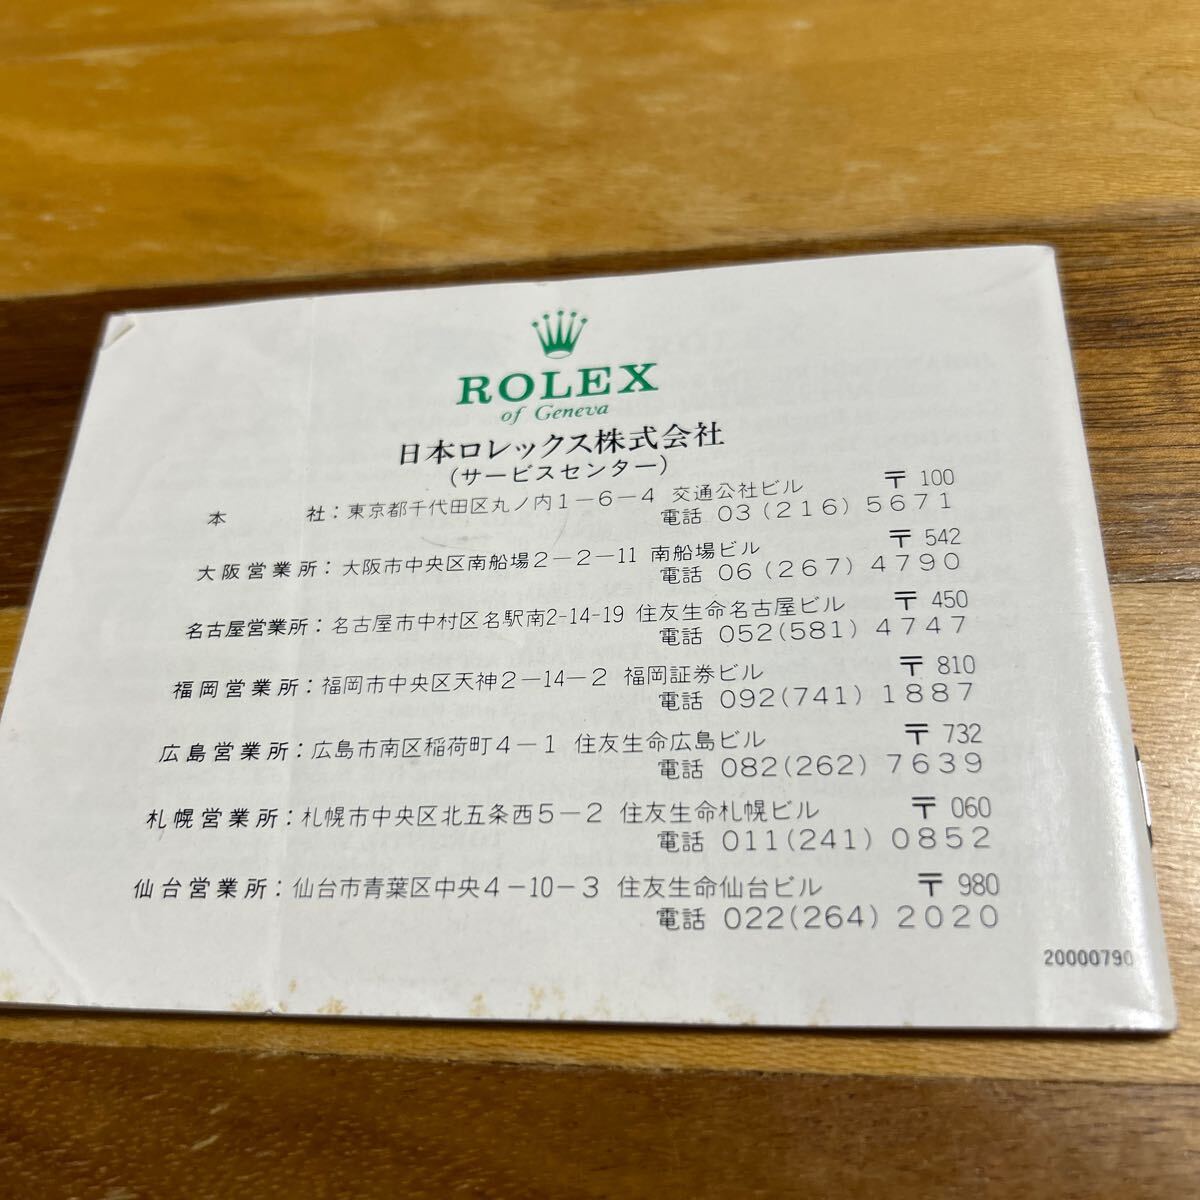 ROLEX
of Geneva
日本ロレックス株式会社
(サービスセンター)
本社：東京都千代田区丸ノ内1-6-4 交通公社ビル 〒100
電話 03(216)5671
大阪営業所：大阪市中央区南船場2-2-11 南船場ビル 〒542
電話 06(267)4790
名古屋営業所：名古屋市中村区名駅南2-14-19 住友生命名古屋ビル 〒450
電話 052(581)4747
福岡営業所：福岡市中央区天神2-14-2 福岡証券ビル 〒810
電話 092(741)1887
広島営業所：広島市南区稲荷町4-1 住友生命広島ビル 〒732
電話 082(262)7639
札幌営業所：札幌市中央区北五条西5-2 住友生命札幌ビル 〒060
電話 011(241)0852
仙台営業所：仙台市青葉区中央4-10-3 住友生命仙台ビル 〒980
電話 022(264)2020
20000790